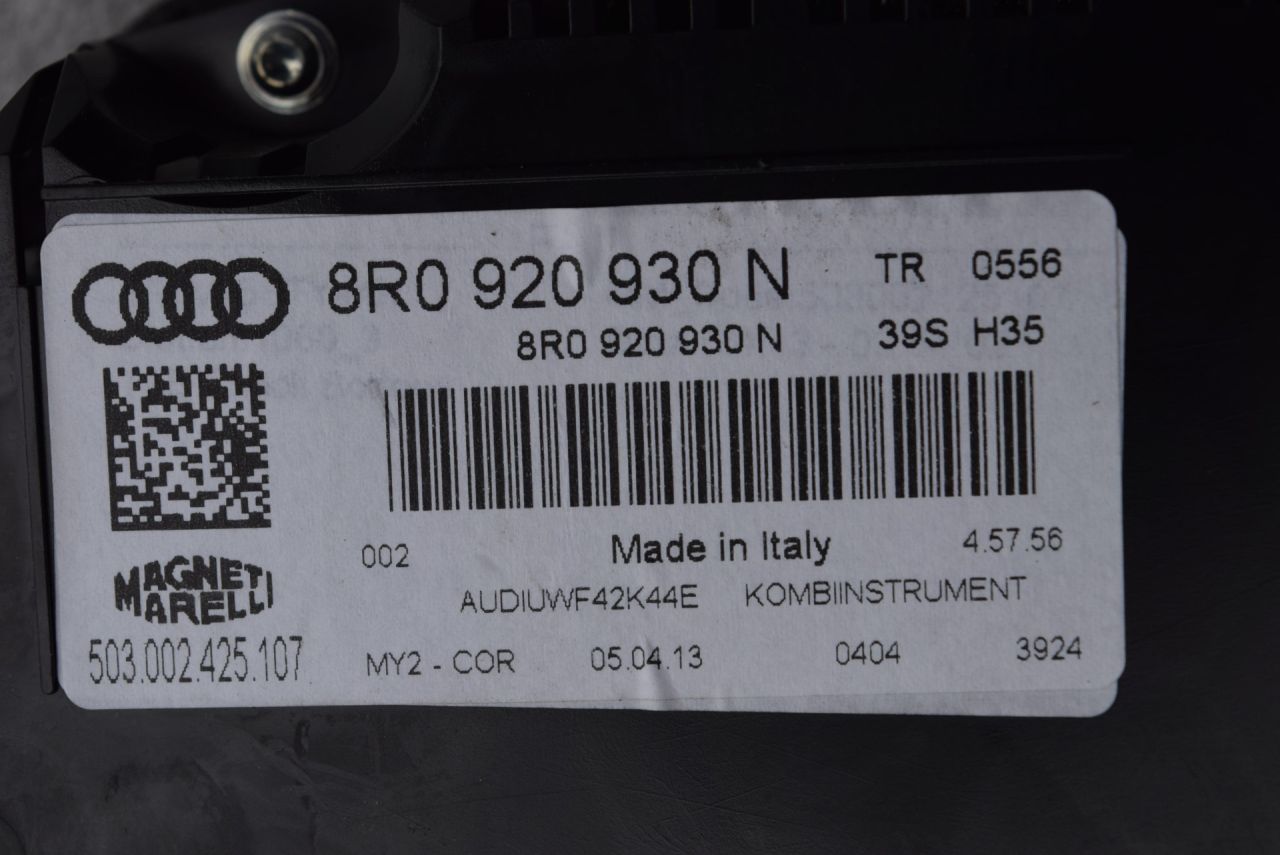 8R0 920 930 N TR 0556
8R0 920 930 N 39S H35
002 Made in Italy 4.57.56
MAGNETI
MARELLI
AUDIUWF42K44E KOMBIINSTRUMENT
503.002.425.107 MY2 - COR 05.04.13 0404 3924